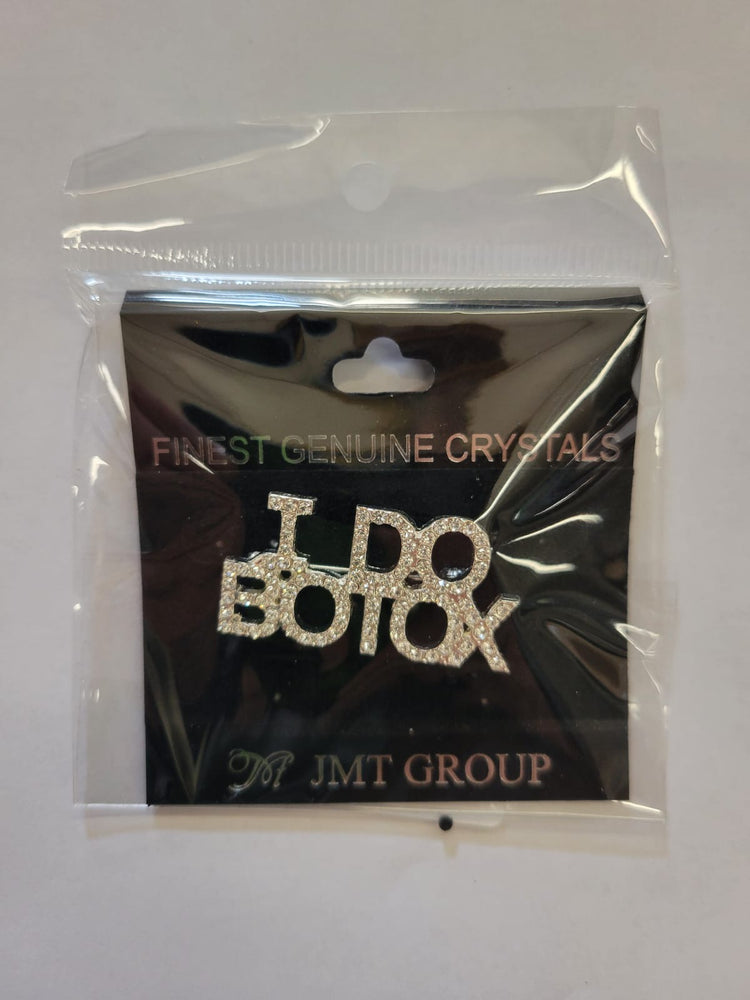 FINEST GENUINE CRYSTALS
I DO
BOTOX
JMT GROUP